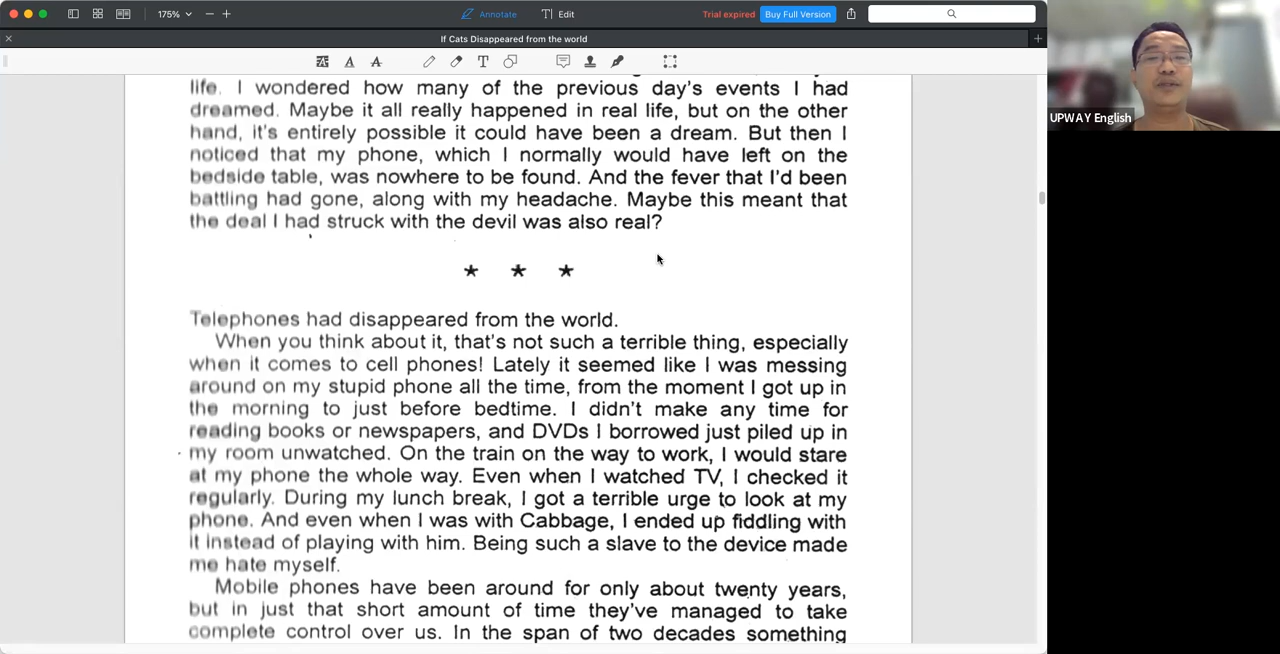 175%
Annotate
Edit
Trial expired
Buy Full Version
If Cats Disappeared from the world
life. I wondered how many of the previous day's events I had
dreamed. Maybe it all really happened in real life, but on the other
hand, it's entirely possible it could have been a dream. But then I
noticed that my phone, which I normally would have left on the
bedside table, was nowhere to be found. And the fever that I'd been
battling had gone, along with my headache. Maybe this meant that
the deal I had struck with the devil was also real?
* * *
Telephones had disappeared from the world.
When you think about it, that's not such a terrible thing, especially
when it comes to cell phones! Lately it seemed like I was messing
around on my stupid phone all the time, from the moment I got up in
the morning to just before bedtime. I didn't make any time for
reading books or newspapers, and DVDs I borrowed just piled up in
my room unwatched. On the train on the way to work, I would stare
at my phone the whole way. Even when I watched TV, I checked it
regularly. During my lunch break, I got a terrible urge to look at my
phone. And even when I was with Cabbage, I ended up fiddling with
it instead of playing with him. Being such a slave to the device made
me hate myself.
Mobile phones have been around for only about twenty years,
but in just that short amount of time they've managed to take
complete control over us. In the span of two decades something
UPWAY English